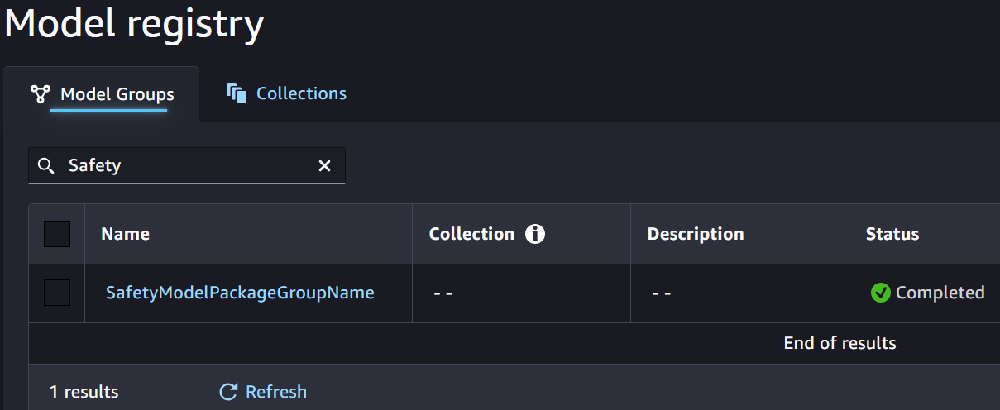 Model registry
Model Groups Collections
Safety
Name Collection Description Status
SafetyModelPackageGroupName -- -- Completed
End of results
1 results Refresh